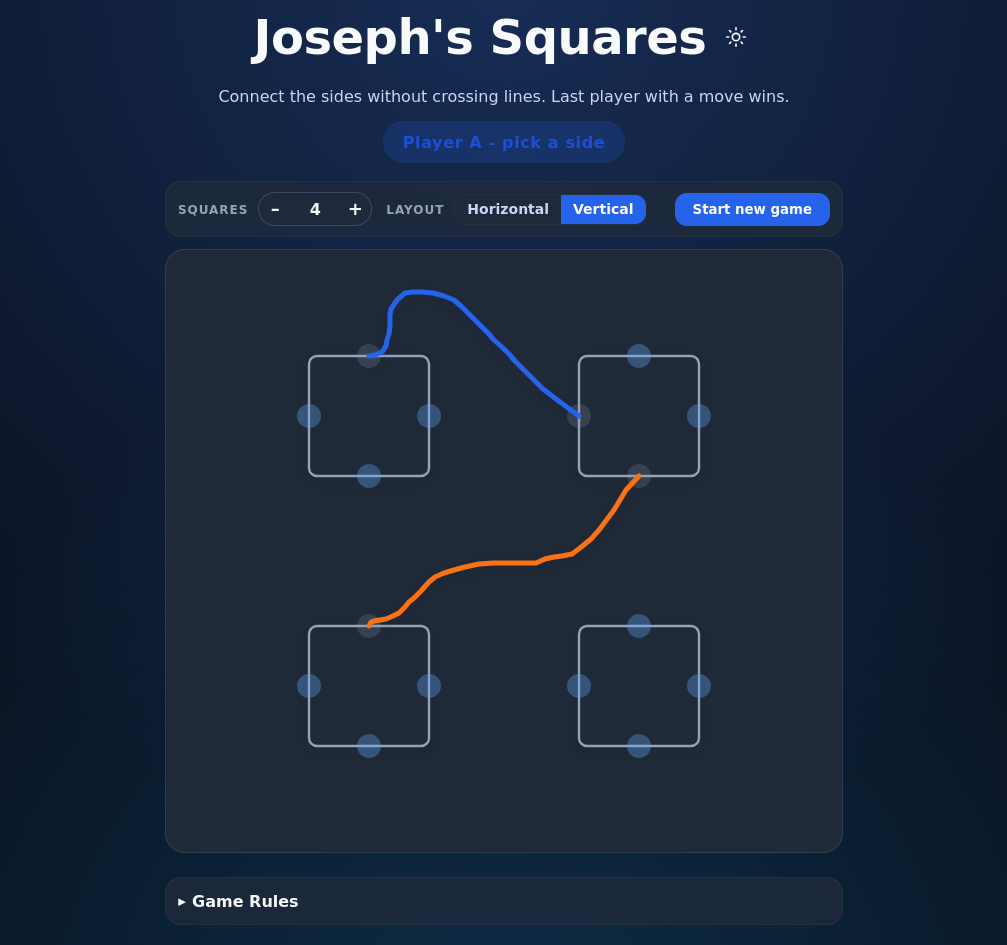 Joseph's Squares
Connect the sides without crossing lines. Last player with a move wins.
Player A - pick a side
SQUARES – 4 + LAYOUT Horizontal Vertical Start new game
▸ Game Rules